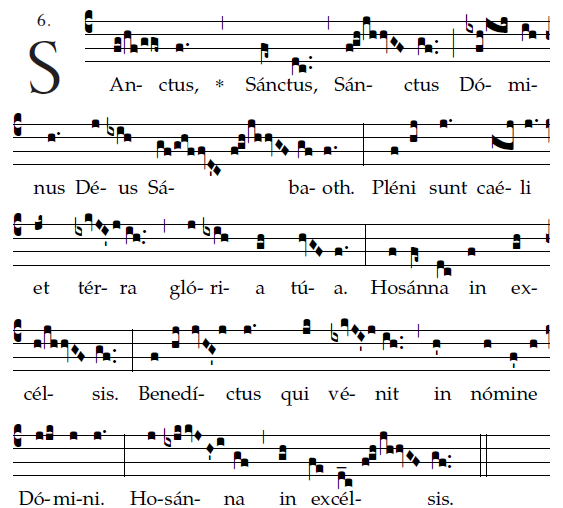 6.
SAn- ctus, * Sánctus, Sán- ctus Dó- mi-
nus Dé- us Sá- ba-oth. Pléni sunt caé- li
et tér- ra gló- ri- a tú- a. Hosánna in ex-
cél- sis. Benedí- ctus qui vé- nit in nómine
Dó-mi-ni. Ho-sán- na in excél- sis.